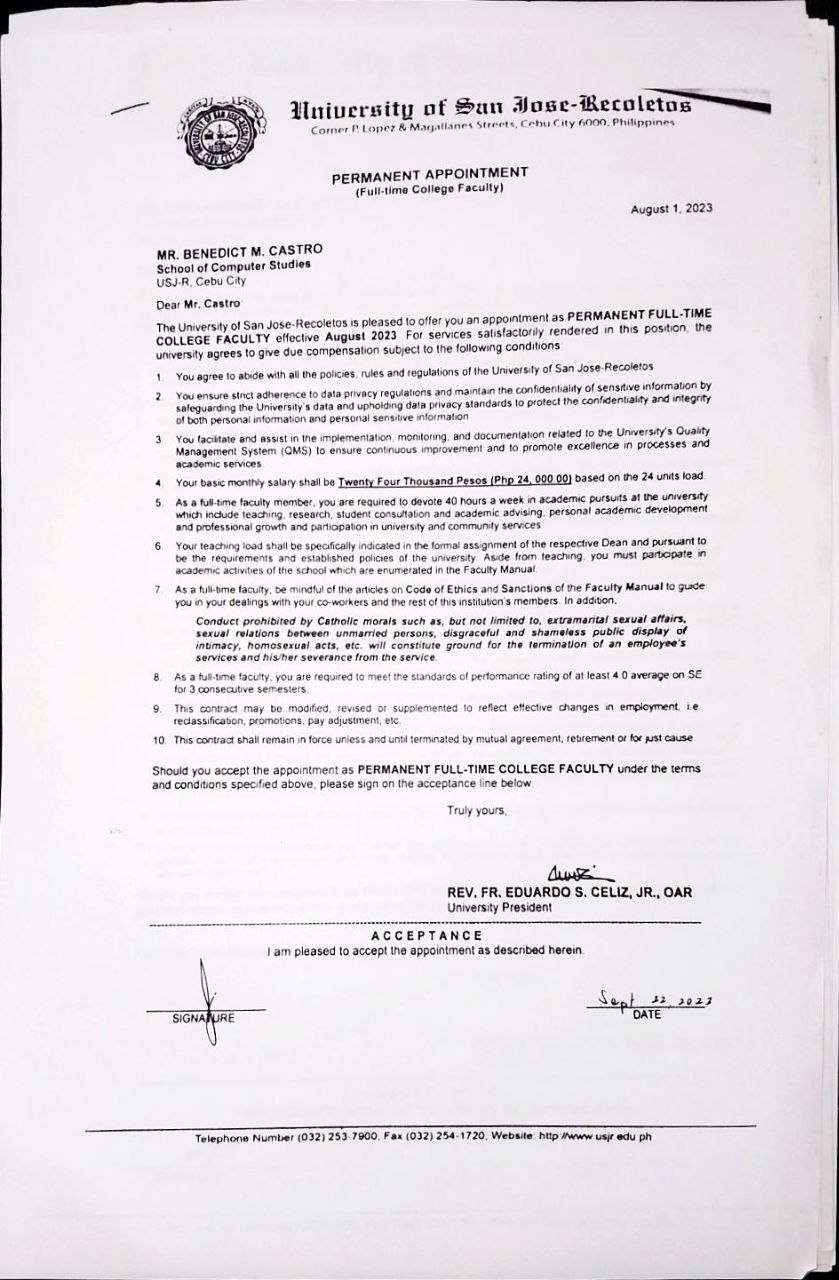 University of San Jose-Recoletos
Corner P. Lopez & Magallanes Streets, Cebu City 6000, Philippines
UNIVERSITY OF SAN JOSE-RECOLETOS
CEBU CITY
PERMANENT APPOINTMENT
(Full-time College Faculty)
August 1, 2023
MR. BENEDICT M. CASTRO
School of Computer Studies
USJ-R, Cebu City
Dear Mr. Castro
The University of San Jose-Recoletos is pleased to offer you an appointment as PERMANENT FULL-TIME
COLLEGE FACULTY effective August 2023. For services satisfactorily rendered in this position, the
university agrees to give due compensation subject to the following conditions
1. You agree to abide with all the policies, rules and regulations of the University of San Jose-Recoletos
2. You ensure strict adherence to data privacy regulations and maintain the confidentiality of sensitive information by
safeguarding the University's data and upholding data privacy standards to protect the confidentiality and integrity
of both personal information and personal sensitive information
3. You facilitate and assist in the implementation, monitoring, and documentation related to the University's Quality
Management System (QMS) to ensure continuous improvement and to promote excellence in processes and
academic services.
4. Your basic monthly salary shall be Twenty Four Thousand Pesos (Php 24, 000.00) based on the 24 units load.
5. As a full-time faculty member, you are required to devote 40 hours a week in academic pursuits at the university
which include teaching, research, student consultation and academic advising, personal academic development
and professional growth and participation in university and community services
6. Your teaching load shall be specifically indicated in the formal assignment of the respective Dean and pursuant to
be the requirements and established policies of the university. Aside from teaching, you must participate in
academic activities of the school which are enumerated in the Faculty Manual.
7. As a full-time faculty, be mindful of the articles on Code of Ethics and Sanctions of the Faculty Manual to guide
you in your dealings with your co-workers and the rest of this institution's members. In addition,
Conduct prohibited by Catholic morals such as, but not limited to, extramarital sexual affairs,
sexual relations between unmarried persons, disgraceful and shameless public display of
intimacy, homosexual acts, etc. will constitute ground for the termination of an employee's
services and his/her severance from the service.
8. As a full-time faculty, you are required to meet the standards of performance rating of at least 4.0 average on SE
for 3 consecutive semesters.
9. This contract may be modified, revised or supplemented to reflect effective changes in employment, i.e.
reclassification, promotions, pay adjustment, etc.
10. This contract shall remain in force unless and until terminated by mutual agreement, retirement or for just cause.
Should you accept the appointment as PERMANENT FULL-TIME COLLEGE FACULTY under the terms
and conditions specified above, please sign on the acceptance line below.
Truly yours,
REV. FR. EDUARDO S. CELIZ, JR., OAR
University President
ACCEPTANCE
I am pleased to accept the appointment as described herein.
Sept 22, 2023
SIGNATURE
DATE
Telephone Number (032) 253-7900, Fax (032) 254-1720, Website: http://www.usjr.edu.ph